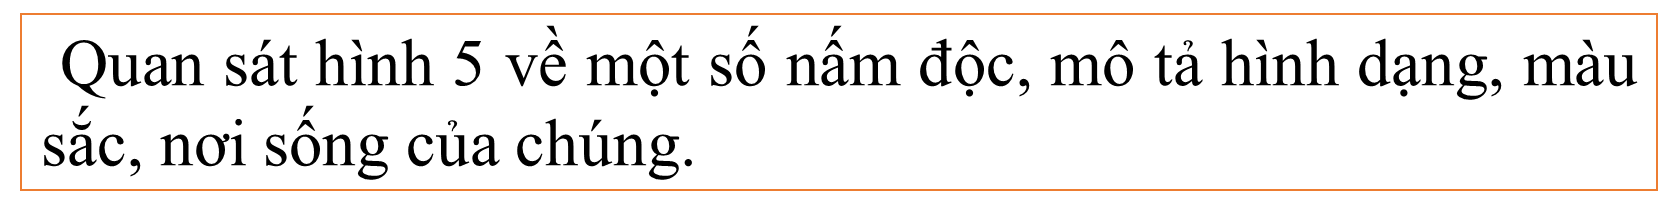 Quan sát hình 5 về một số nấm độc, mô tả hình dạng, màu
sắc, nơi sống của chúng.